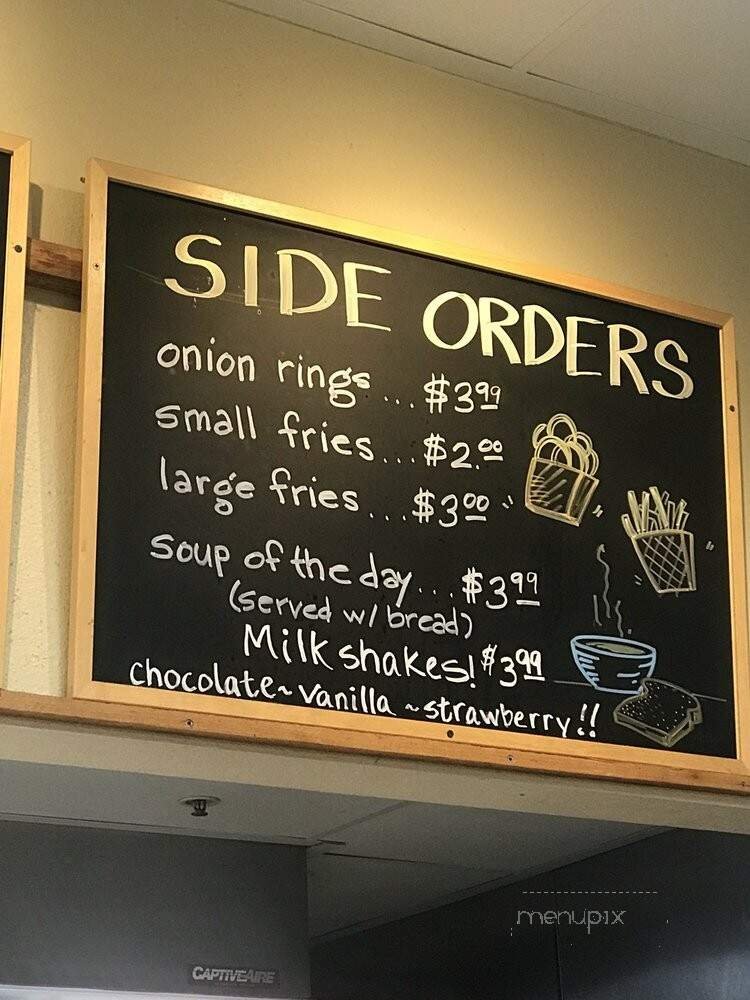 SIDE ORDERS
onion rings ... $3.99
small fries ... $2.00
large fries ... $3.00
soup of the day ... $3.99
(served w/ bread)
Milkshakes! $3.99
chocolate ~ vanilla ~ strawberry!!
menupix
CAPTIVEAIRE